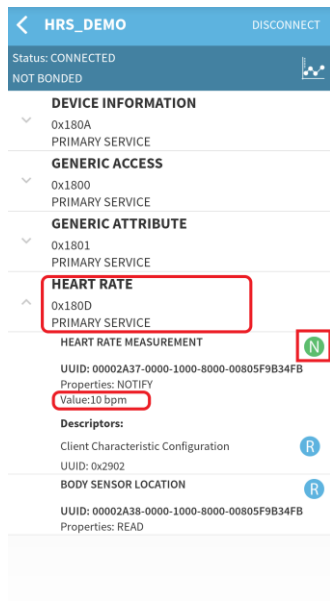 HRS_DEMO DISCONNECT
Status: CONNECTED
NOT BONDED
DEVICE INFORMATION
0x180A
PRIMARY SERVICE
GENERIC ACCESS
0x1800
PRIMARY SERVICE
GENERIC ATTRIBUTE
0x1801
PRIMARY SERVICE
HEART RATE
0x180D
PRIMARY SERVICE
HEART RATE MEASUREMENT
N
UUID: 00002A37-0000-1000-8000-00805F9B34FB
Properties: NOTIFY
Value:10 bpm
Descriptors:
Client Characteristic Configuration R
UUID: 0x2902
BODY SENSOR LOCATION R
UUID: 00002A38-0000-1000-8000-00805F9B34FB
Properties: READ